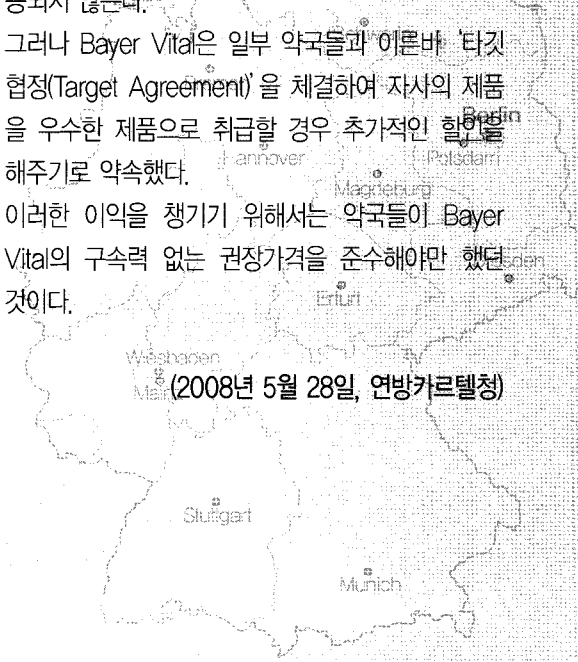 그러나 Bayer Vital은 일부 약국들과 이른바 '타깃
협정(Target Agreement)'을 체결하여 자사의 제품
을 우수한 제품으로 취급할 경우 추가적인 할인을
Berlin
해주기로 약속했다.
annover
Potsdam
Magdeburg
이러한 이익을 챙기기 위해서는 약국들이 Bayer
Vital의 구속력 없는 권장가격을 준수해야만 했던
sden
것이다.
Erfurt
Wiesbaden
(2008년 5월 28일, 연방카르텔청)
Stuttgart
Munich